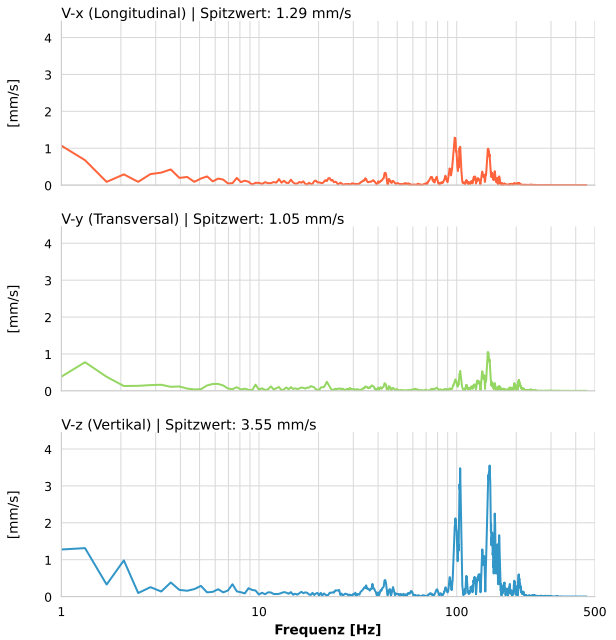 V-x (Longitudinal) | Spitzwert: 1.29 mm/s
4
3
[mm/s]
2
1
0
V-y (Transversal) | Spitzwert: 1.05 mm/s
4
3
[mm/s]
2
1
0
V-z (Vertikal) | Spitzwert: 3.55 mm/s
4
3
[mm/s]
2
1
0
1 10 100 500
Frequenz [Hz]